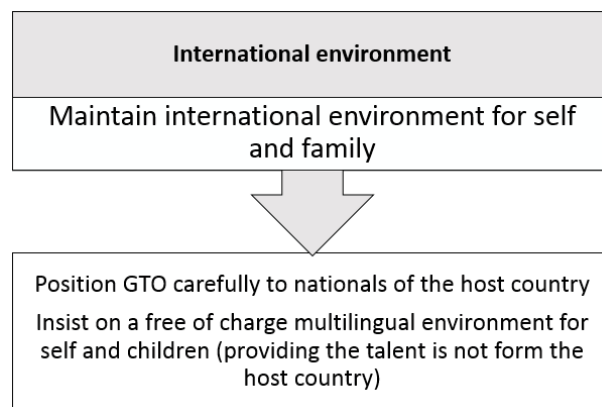 International environment
Maintain international environment for self
and family
Position GTO carefully to nationals of the host country
Insist on a free of charge multilingual environment for
self and children (providing the talent is not form the
host country)